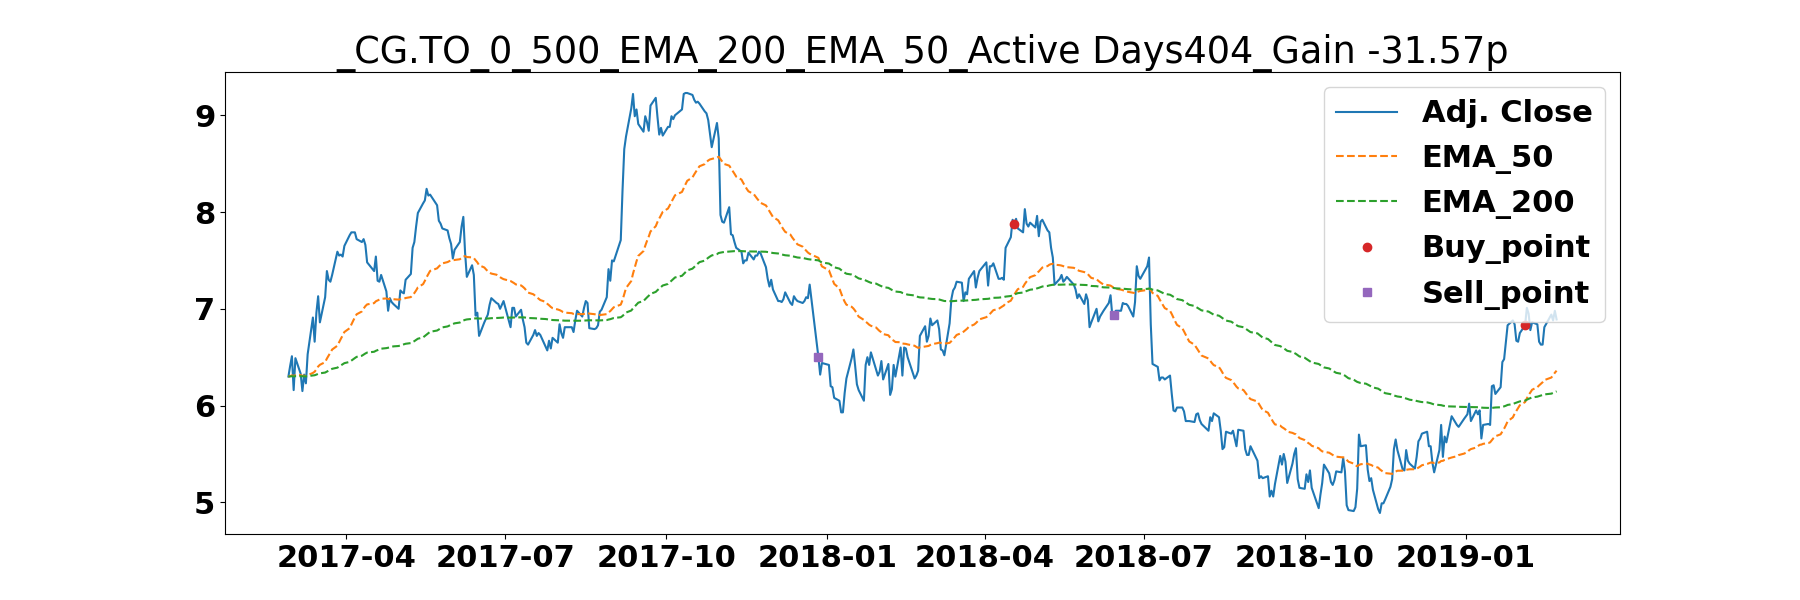 _CG.TO_0_500_EMA_200_EMA_50_Active Days404_Gain -31.57p
Adj. Close
EMA_50
EMA_200
Buy_point
Sell_point
9
8
7
6
5
2017-04 2017-07 2017-10 2018-01 2018-04 2018-07 2018-10 2019-01